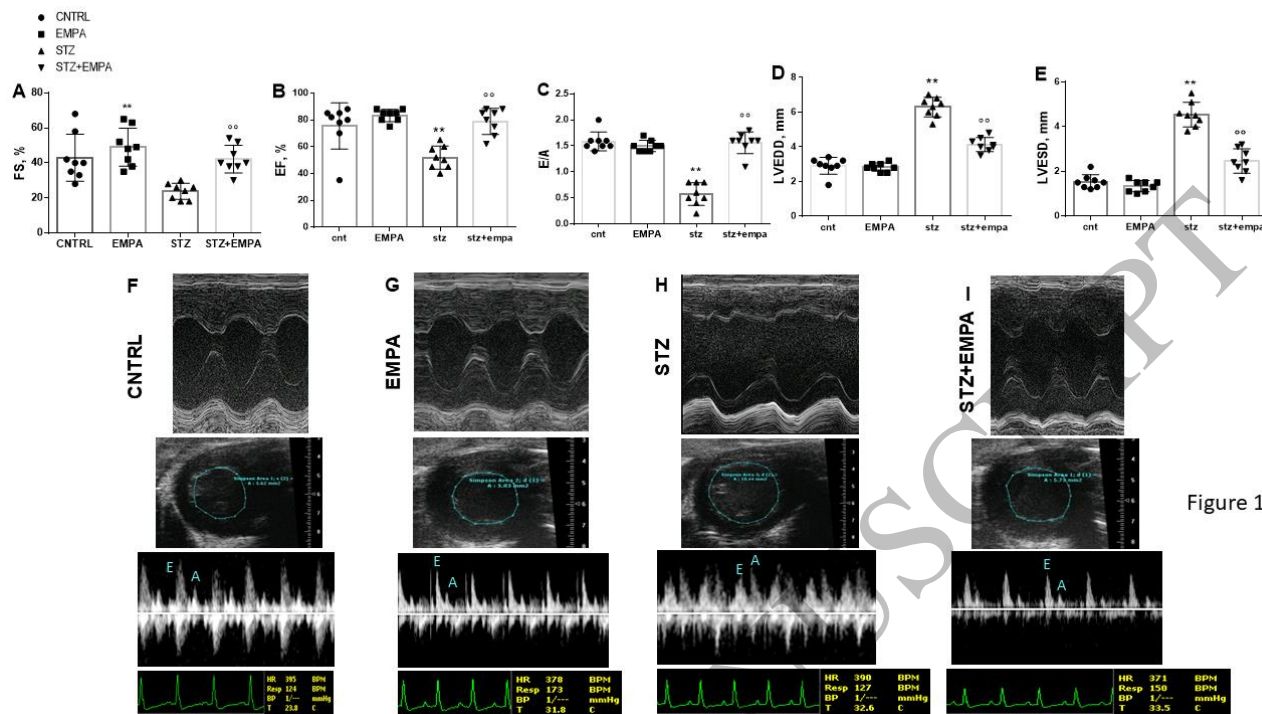 CNTRL
EMPA
STZ
STZ+EMPA
A
FS, %
80
60
40
20
0
**
°°
CNTRL
EMPA
STZ
STZ+EMPA
B
EF, %
100
80
60
40
20
0
**
°°
cnt
EMPA
stz
stz+empa
C
E/A
2.5
2.0
1.5
1.0
0.5
0.0
**
°°
cnt
EMPA
stz
stz+empa
D
LVEDD, mm
8
6
4
2
0
**
°°
cnt
EMPA
stz
stz+empa
E
LVESD, mm
6
4
2
0
**
°°
cnt
EMPA
stz
stz+empa
F
CNTRL
G
EMPA
H
STZ
I
STZ+EMPA
Figure 1
E
A
E
A
E
A
E
A
HR 395 BPM
Resp 124 BPM
BP 1/--- mmHg
T 23.8 C
HR 378 BPM
Resp 173 BPM
BP 1/--- mmHg
T 31.8 C
HR 390 BPM
Resp 127 BPM
BP 1/--- mmHg
T 32.6 C
HR 371 BPM
Resp 150 BPM
BP 1/--- mmHg
T 33.5 C